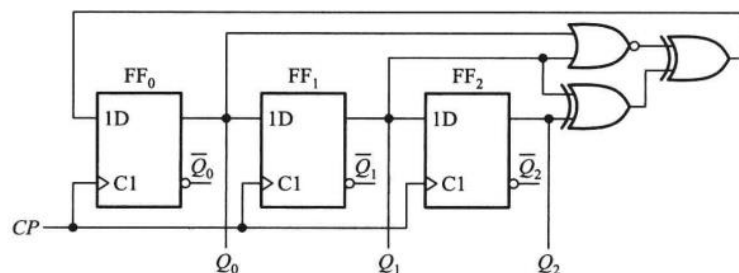 FF₀ FF₁ FF₂
1D 1D 1D
Q̅₀ Q̅₁ Q̅₂
C1 C1 C1
CP
Q₀ Q₁ Q₂